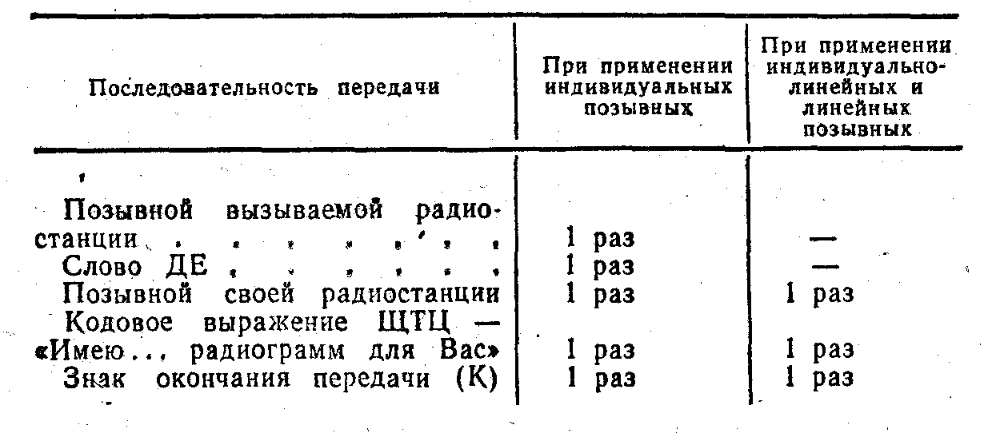 Последовательность передачи
При применении
индивидуальных
позывных
При применении
индивидуально-
линейных и
линейных
позывных
Позывной вызываемой радио-
станции . . . . . . . . 1 раз —
Слово ДЕ . . . . . . 1 раз —
Позывной своей радиостанции 1 раз 1 раз
Кодовое выражение ЩТЦ —
«Имею... радиограмм для Вас» 1 раз 1 раз
Знак окончания передачи (К) 1 раз 1 раз